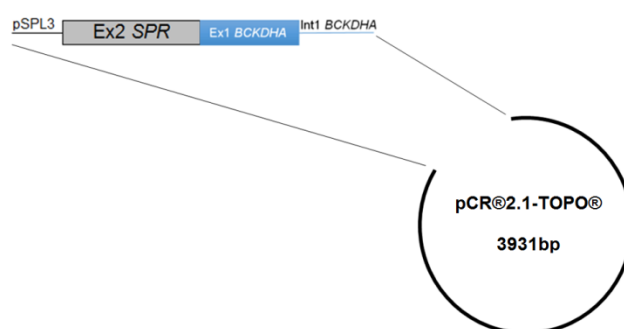 pSPL3
Ex2 SPR
Ex1 BCKDHA
Int1 BCKDHA
pCR®2.1-TOPO®
3931bp